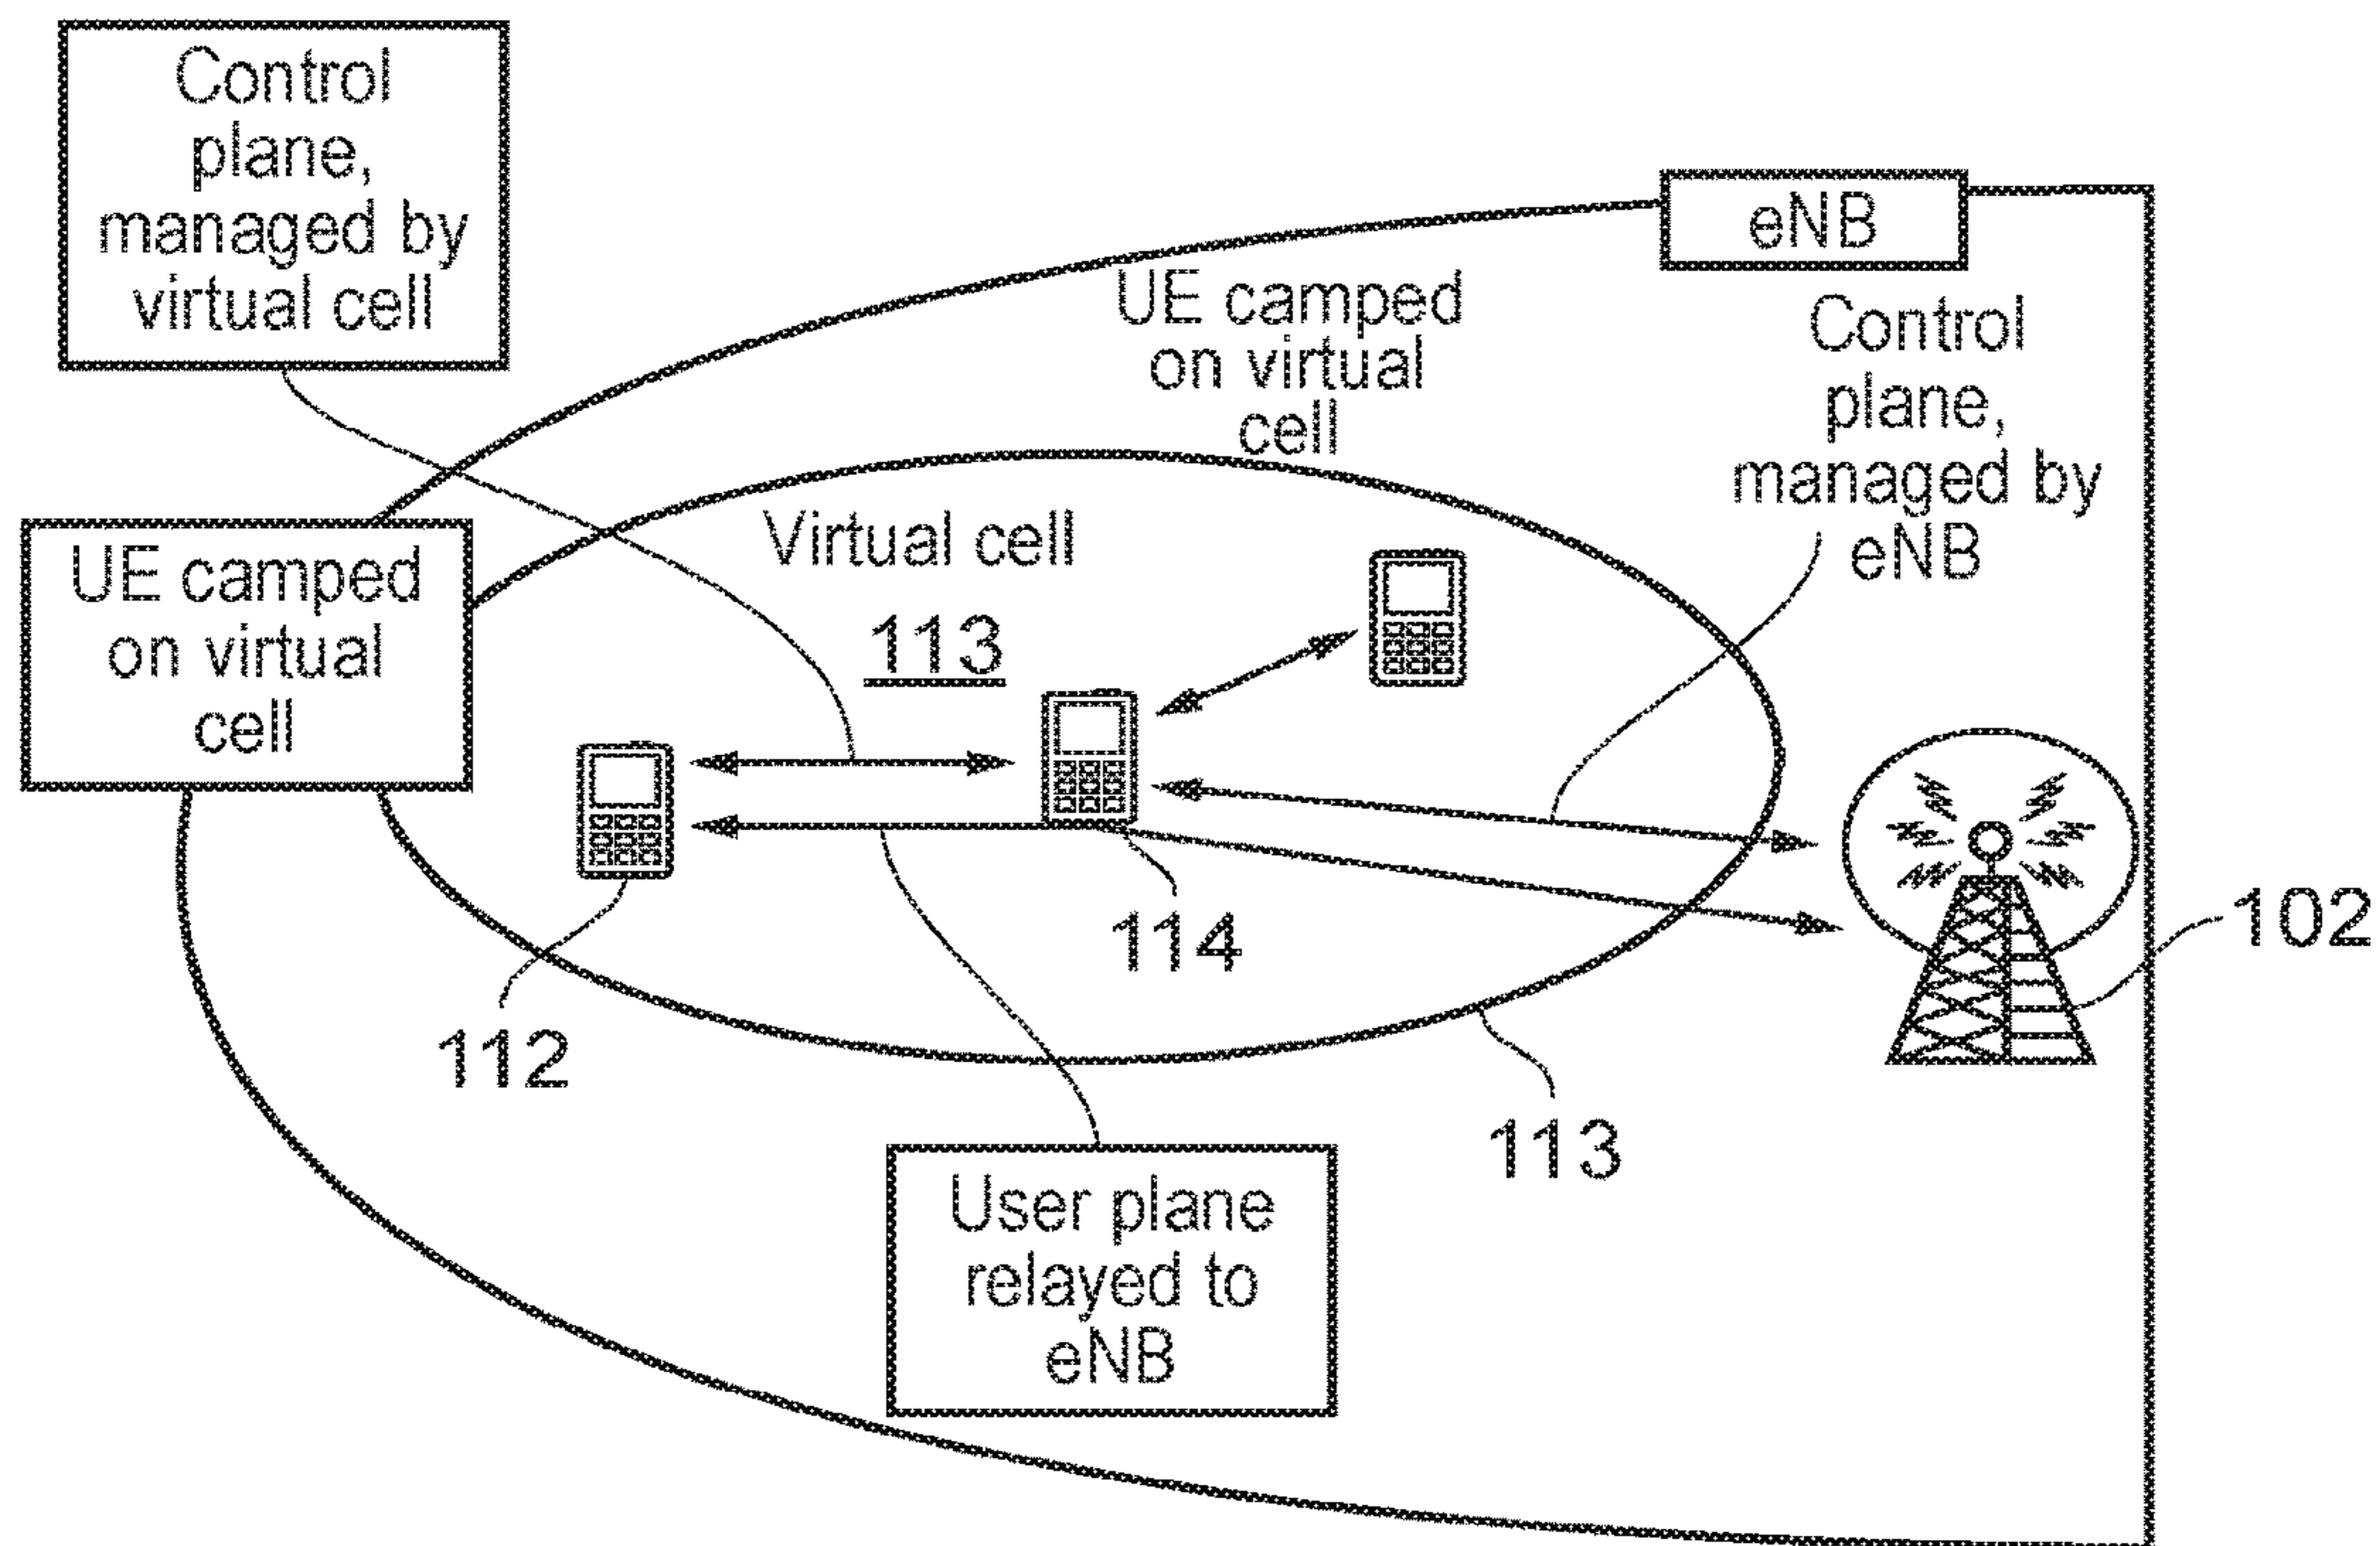 Control
plane,
managed by
virtual cell
eNB
UE camped
on virtual
cell
Control
plane,
managed by
eNB
UE camped
on virtual
cell
Virtual cell
113
114
102
112
113
User plane
relayed to
eNB